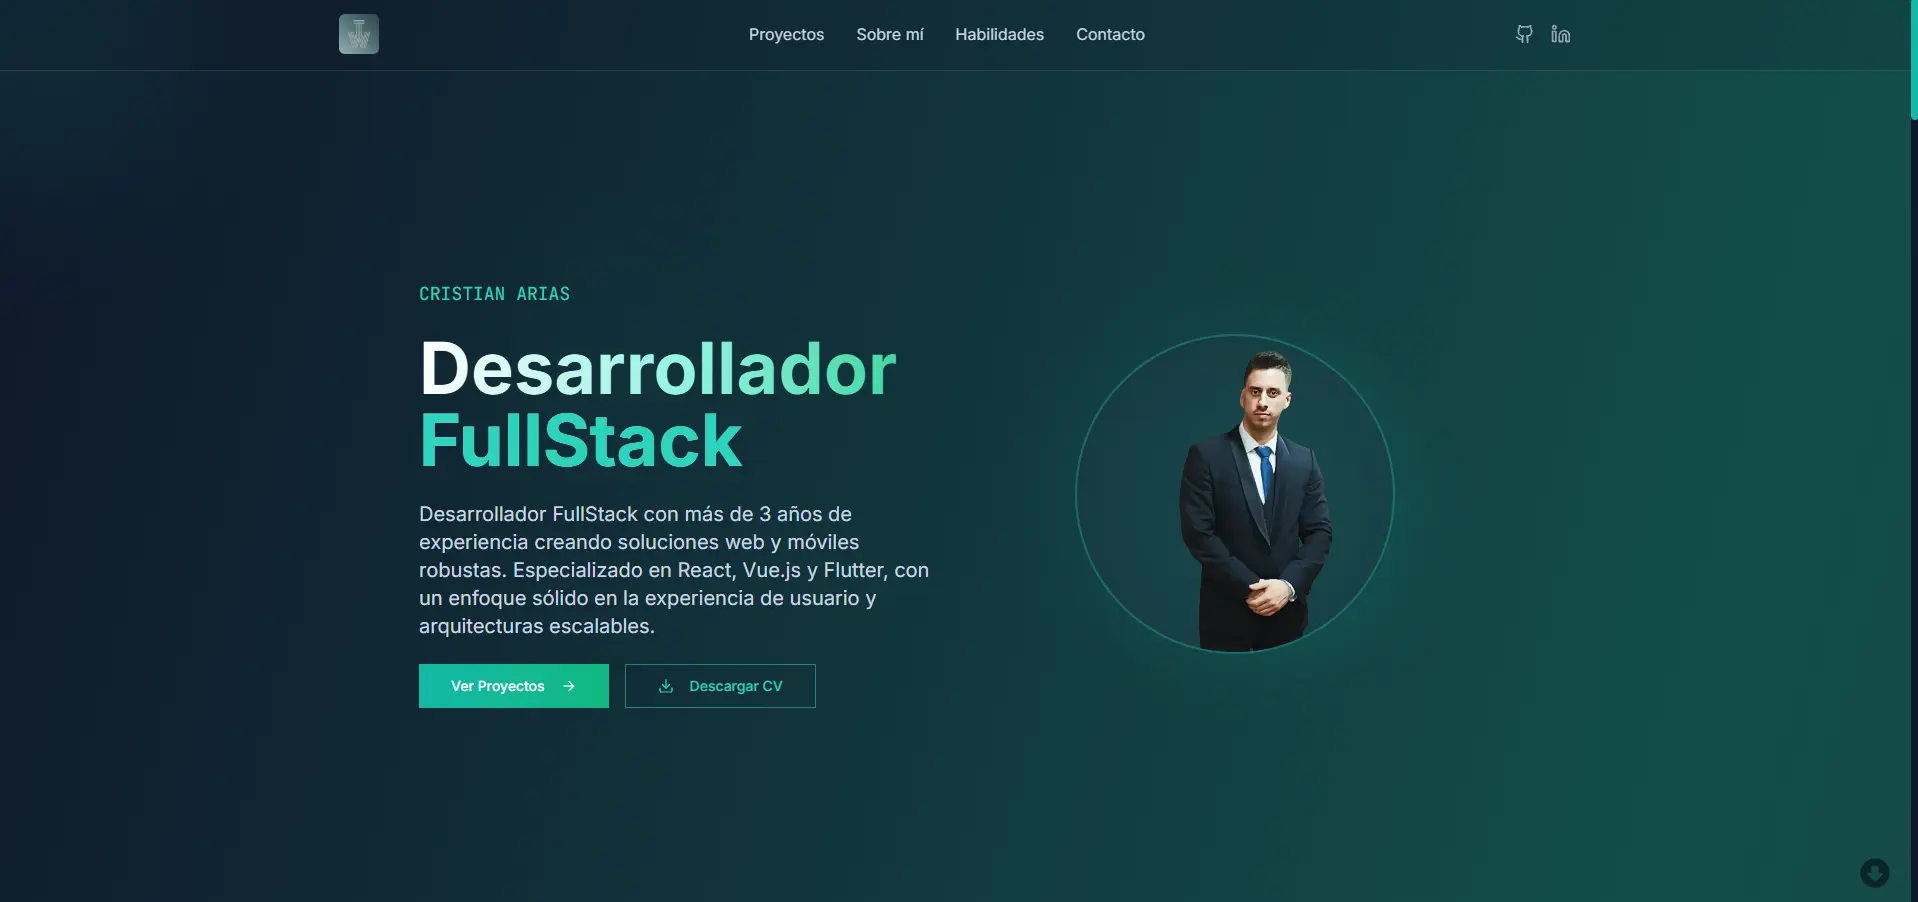 Proyectos
Sobre mí
Habilidades
Contacto
CRISTIAN ARIAS
Desarrollador
FullStack
Desarrollador FullStack con más de 3 años de
experiencia creando soluciones web y móviles
robustas. Especializado en React, Vue.js y Flutter, con
un enfoque sólido en la experiencia de usuario y
arquitecturas escalables.
Ver Proyectos
Descargar CV